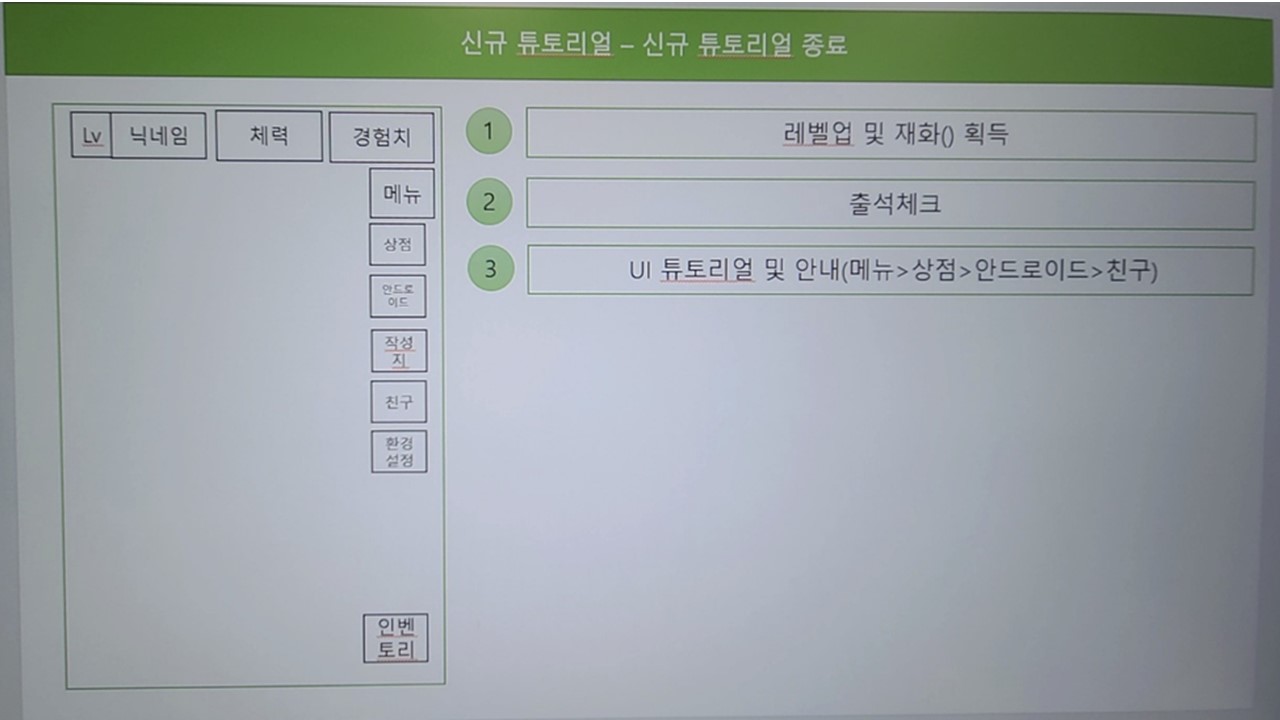 신규 튜토리얼 – 신규 튜토리얼 종료
Lv 닉네임 체력 경험치
메뉴
상점
안드로
이드
작성
지
친구
환경
설정
인벤
토리
1 레벨업 및 재화() 획득
2 출석체크
3 UI 튜토리얼 및 안내(메뉴>상점>안드로이드>친구)